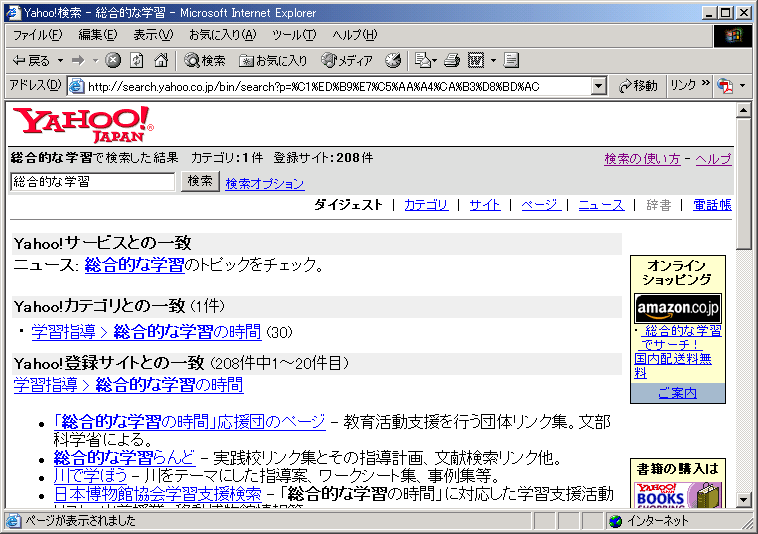 Yahoo!検索 - 総合的な学習 - Microsoft Internet Explorer
ファイル(F) 編集(E) 表示(V) お気に入り(A) ツール(T) ヘルプ(H)
戻る 検索 お気に入り メディア
アドレス(D) http://search.yahoo.co.jp/bin/search?p=%C1%ED%B9%E7%C5%AA%A4%CA%B3%D8%BD%AC 移動 リンク »
YAHOO!
JAPAN
総合的な学習で検索した結果 カテゴリ:1件 登録サイト:208件 検索の使い方 - ヘルプ
総合的な学習 検索 検索オプション
ダイジェスト | カテゴリ | サイト | ページ | ニュース | 辞書 | 電話帳
Yahoo!サービスとの一致
ニュース: 総合的な学習のトピックをチェック。
Yahoo!カテゴリとの一致 (1件)
・ 学習指導 > 総合的な学習の時間 (30)
Yahoo!登録サイトとの一致 (208件中1~20件目)
学習指導 > 総合的な学習の時間
• 「総合的な学習の時間」応援団のページ - 教育活動支援を行う団体リンク集。文部
科学省による。
• 総合的な学習らんど - 実践校リンク集とその指導計画、文献検索リンク他。
• 川で学ぼう - 川をテーマにした指導案、ワークシート集、事例集等。
• 日本博物館協会学習支援検索 - 「総合的な学習の時間」に対応した学習支援活動
オンライン
ショッピング
amazon.co.jp
・ 総合的な学習
でサーチ!
国内配送料無
料
ご案内
書籍の購入は
YAHOO!
BOOKS
SHOPPING
ページが表示されました インターネット